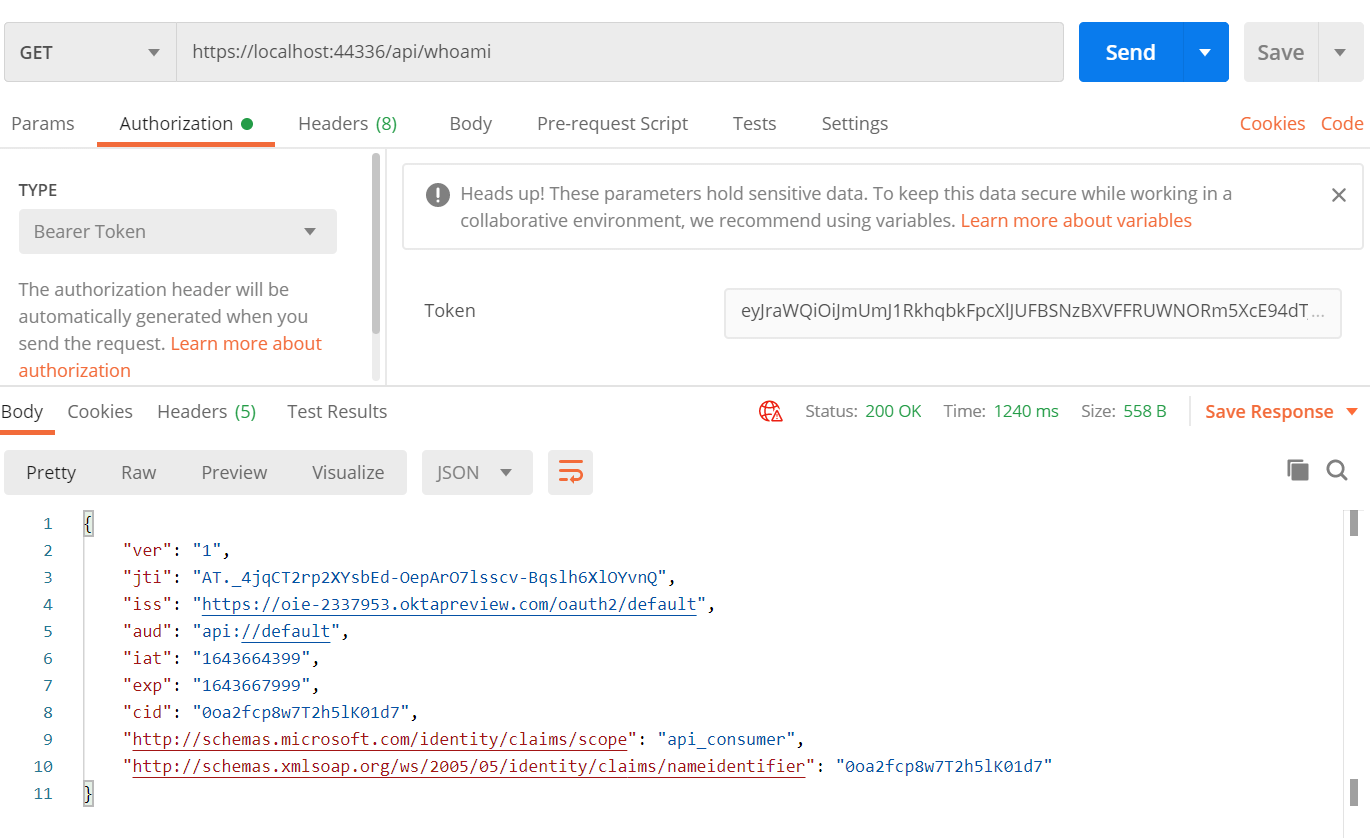 GET https://localhost:44336/api/whoami Send Save
Params Authorization Headers (8) Body Pre-request Script Tests Settings Cookies Code
TYPE
Bearer Token
The authorization header will be
automatically generated when you
send the request. Learn more about
authorization
Heads up! These parameters hold sensitive data. To keep this data secure while working in a
collaborative environment, we recommend using variables. Learn more about variables
Token eyJraWQiOiJmUmJ1RkhqbkFpcXlJUFBSNzBXVFFRUWNORm5XcE94dT...
Body Cookies Headers (5) Test Results Status: 200 OK Time: 1240 ms Size: 558 B Save Response
Pretty Raw Preview Visualize JSON
1 {
2 "ver": "1",
3 "jti": "AT._4jqCT2rp2XYsbEd-OepArO7lsscv-Bqslh6XlOYvnQ",
4 "iss": "https://oie-2337953.oktapreview.com/oauth2/default",
5 "aud": "api://default",
6 "iat": "1643664399",
7 "exp": "1643667999",
8 "cid": "0oa2fcp8w7T2h5lK01d7",
9 "http://schemas.microsoft.com/identity/claims/scope": "api_consumer",
10 "http://schemas.xmlsoap.org/ws/2005/05/identity/claims/nameidentifier": "0oa2fcp8w7T2h5lK01d7"
11 }